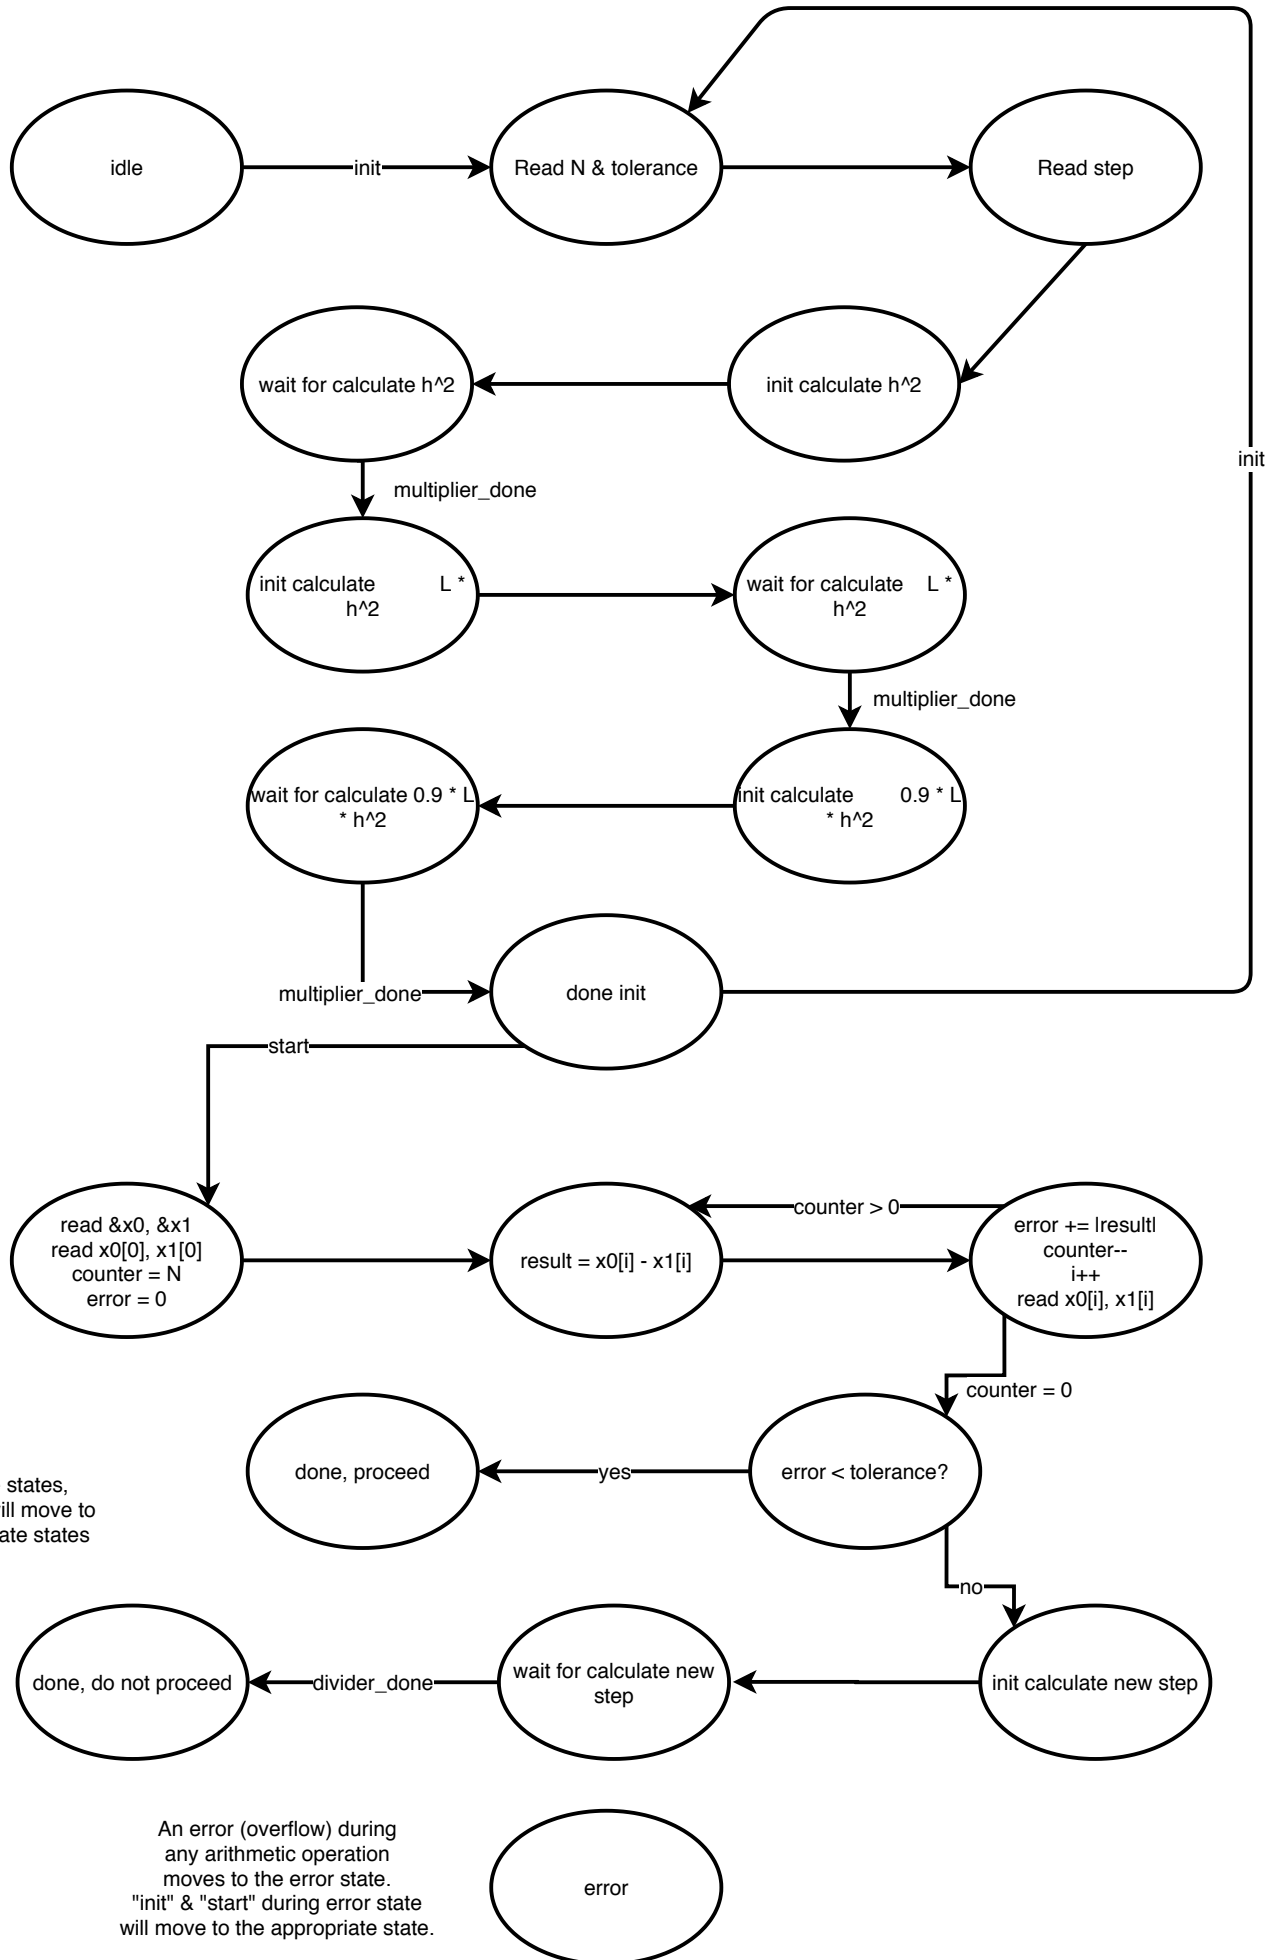 idle
init
Read N & tolerance
Read step
wait for calculate h^2
init calculate h^2
init
multiplier_done
init calculate L *
h^2
wait for calculate L *
h^2
multiplier_done
wait for calculate 0.9 * L
* h^2
init calculate 0.9 * L
* h^2
multiplier_done
done init
start
read &x0, &x1
read x0[0], x1[0]
counter = N
error = 0
result = x0[i] - x1[i]
counter > 0
error += |result|
counter--
i++
read x0[i], x1[i]
counter = 0
done, proceed
yes
error < tolerance?
states,
will move to
states
no
done, do not proceed
divider_done
wait for calculate new
step
init calculate new step
An error (overflow) during
any arithmetic operation
moves to the error state.
"init" & "start" during error state
will move to the appropriate state.
error